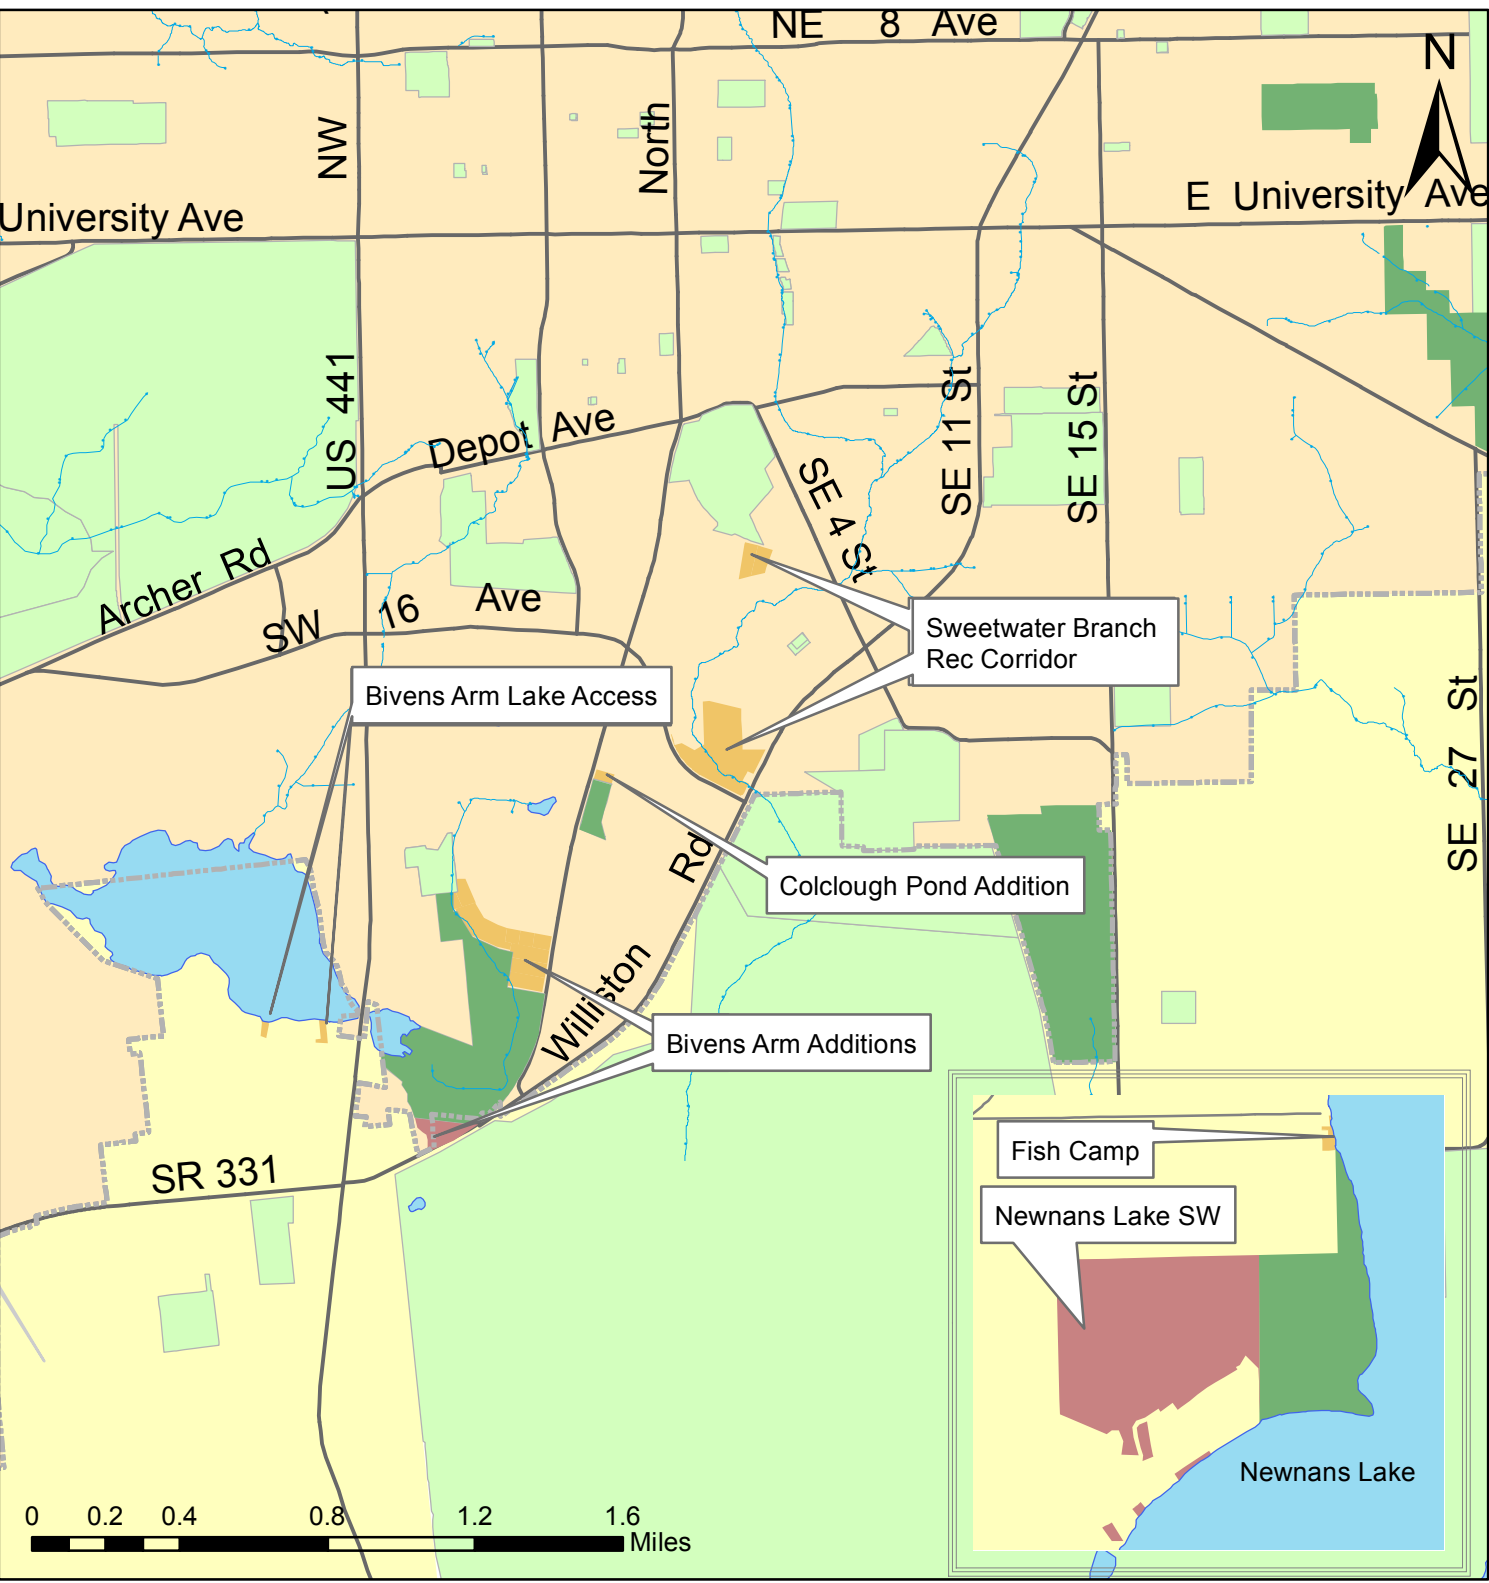 NE 8 Ave
N
NW
North
E University Ave
University Ave
US 441
Depot Ave
SE 11 St
SE 15 St
SE 4 St
Archer Rd
SW 16 Ave
Sweetwater Branch
Rec Corridor
Bivens Arm Lake Access
SE 27 St
Colclough Pond Addition
Williston Rd
Bivens Arm Additions
SR 331
Fish Camp
Newnans Lake SW
Newnans Lake
0 0.2 0.4 0.8 1.2 1.6
Miles